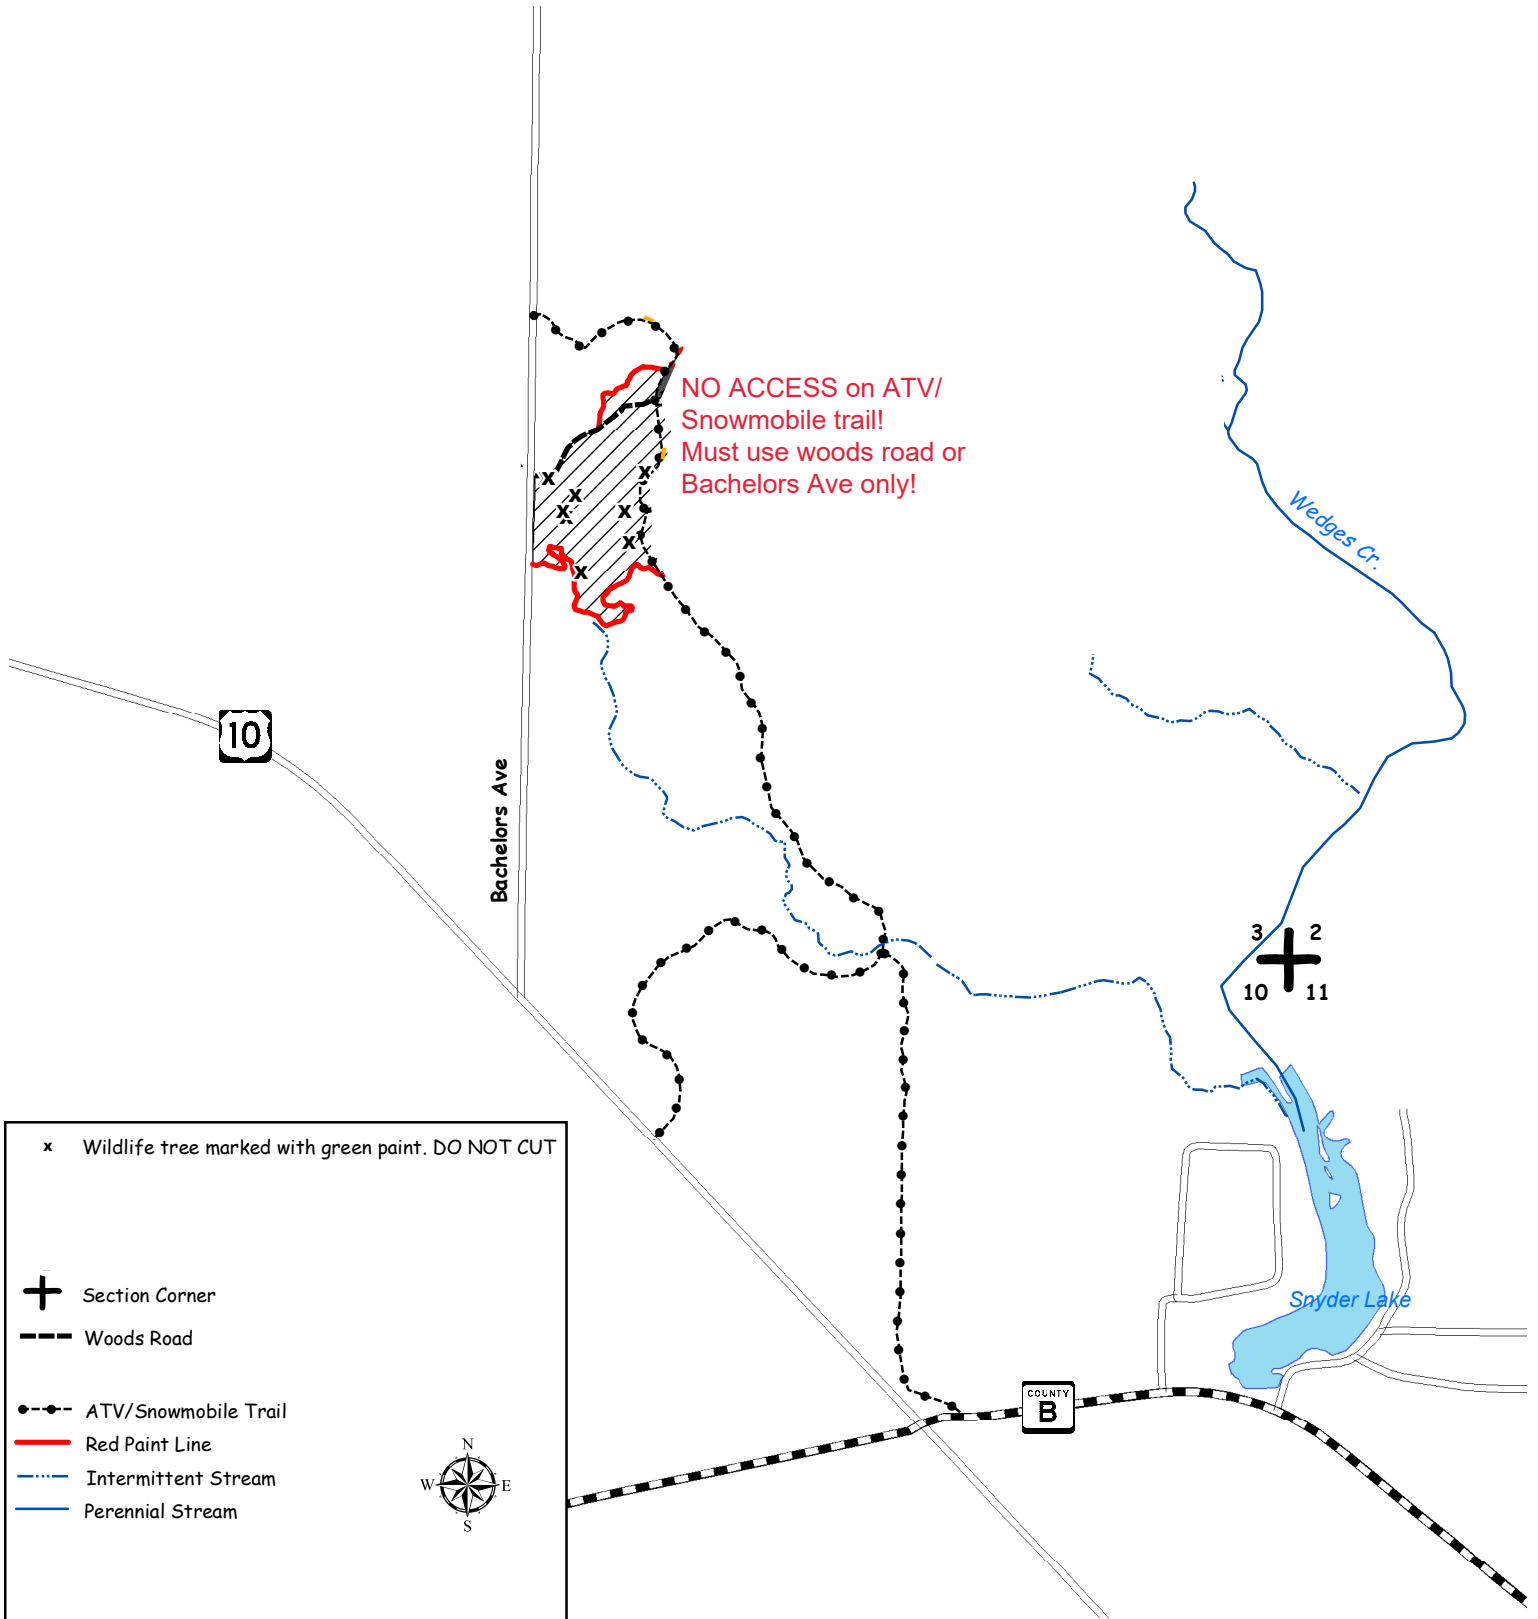 NO ACCESS on ATV/
Snowmobile trail!
Must use woods road or
Bachelors Ave only!
Wedges Cr.
10
Bachelors Ave
3 2
10 11
Snyder Lake
COUNTY
B
x Wildlife tree marked with green paint. DO NOT CUT
Section Corner
Woods Road
ATV/Snowmobile Trail
Red Paint Line
Intermittent Stream
Perennial Stream
N
W E
S